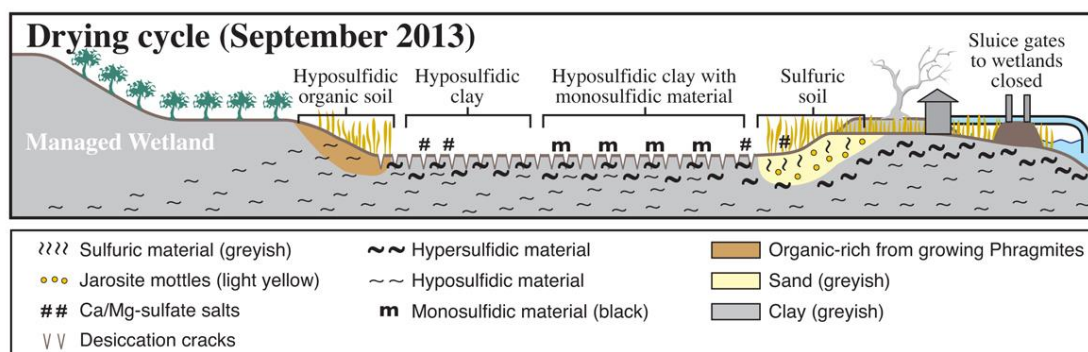 Drying cycle (September 2013)
Sluice gates
to wetlands
closed
Hyposulfidic
organic soil
Hyposulfidic
clay
Hyposulfidic clay with
monosulfidic material
Sulfuric
soil
Managed Wetland
##
##
m
m
m
m
##
##
Sulfuric material (greyish)
Jarosite mottles (light yellow)
## Ca/Mg-sulfate salts
Desiccation cracks
Hypersulfidic material
Hyposulfidic material
m Monosulfidic material (black)
Organic-rich from growing Phragmites
Sand (greyish)
Clay (greyish)